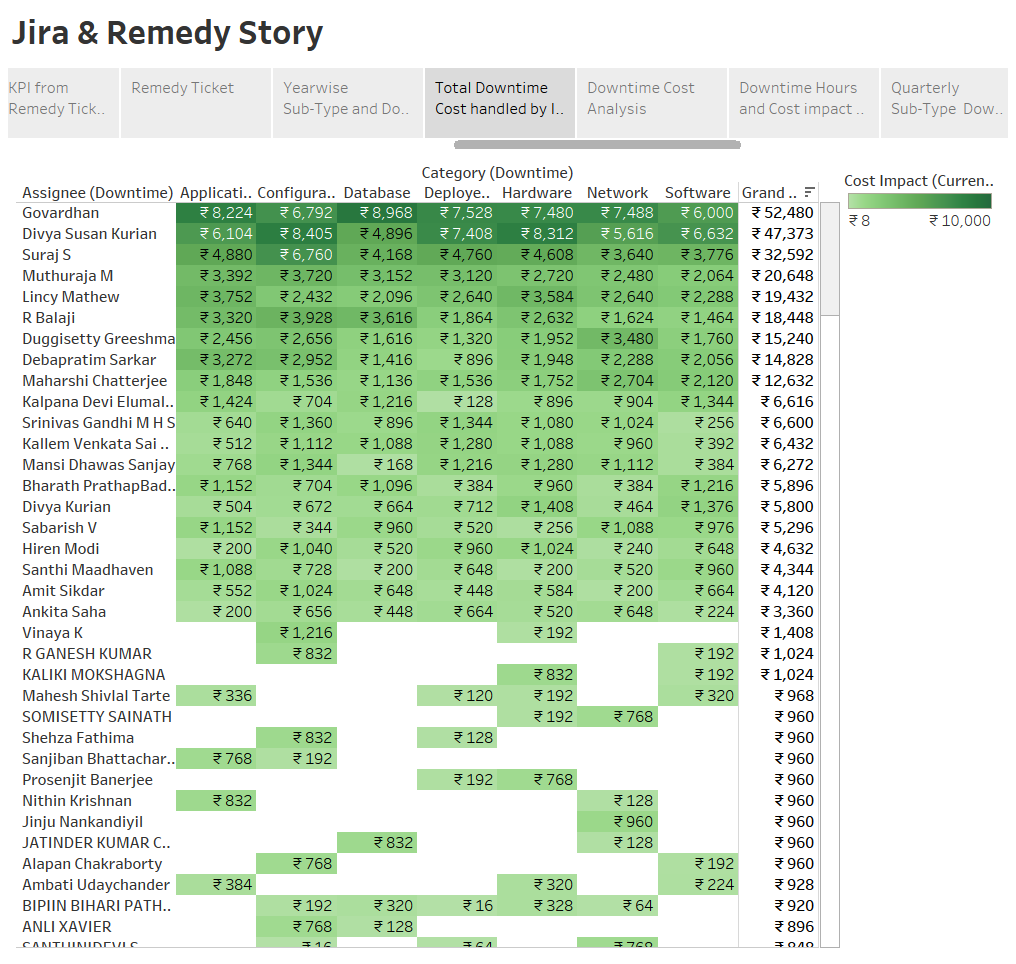 Jira & Remedy Story
KPI from
Remedy Tick..
Remedy Ticket
Yearwise
Sub-Type and Do..
Total Downtime
Cost handled by I..
Downtime Cost
Analysis
Downtime Hours
and Cost impact ..
Quarterly
Sub-Type Dow..
Category (Downtime)
Assignee (Downtime) Applicati.. Configura.. Database Deploye.. Hardware Network Software Grand ..
Govardhan ₹ 8,224 ₹ 6,792 ₹ 8,968 ₹ 7,528 ₹ 7,480 ₹ 7,488 ₹ 6,000 ₹ 52,480
Divya Susan Kurian ₹ 6,104 ₹ 8,405 ₹ 4,896 ₹ 7,408 ₹ 8,312 ₹ 5,616 ₹ 6,632 ₹ 47,373
Suraj S ₹ 4,880 ₹ 6,760 ₹ 4,168 ₹ 4,760 ₹ 4,608 ₹ 3,640 ₹ 3,776 ₹ 32,592
Muthuraja M ₹ 3,392 ₹ 3,720 ₹ 3,152 ₹ 3,120 ₹ 2,720 ₹ 2,480 ₹ 2,064 ₹ 20,648
Lincy Mathew ₹ 3,752 ₹ 2,432 ₹ 2,096 ₹ 2,640 ₹ 3,584 ₹ 2,640 ₹ 2,288 ₹ 19,432
R Balaji ₹ 3,320 ₹ 3,928 ₹ 3,616 ₹ 1,864 ₹ 2,632 ₹ 1,624 ₹ 1,464 ₹ 18,448
Duggisetty Greeshma ₹ 2,456 ₹ 2,656 ₹ 1,616 ₹ 1,320 ₹ 1,952 ₹ 3,480 ₹ 1,760 ₹ 15,240
Debapratim Sarkar ₹ 3,272 ₹ 2,952 ₹ 1,416 ₹ 896 ₹ 1,948 ₹ 2,288 ₹ 2,056 ₹ 14,828
Maharshi Chatterjee ₹ 1,848 ₹ 1,536 ₹ 1,136 ₹ 1,536 ₹ 1,752 ₹ 2,704 ₹ 2,120 ₹ 12,632
Kalpana Devi Elumal.. ₹ 1,424 ₹ 704 ₹ 1,216 ₹ 128 ₹ 896 ₹ 904 ₹ 1,344 ₹ 6,616
Srinivas Gandhi M H S ₹ 640 ₹ 1,360 ₹ 896 ₹ 1,344 ₹ 1,080 ₹ 1,024 ₹ 256 ₹ 6,600
Kallem Venkata Sai .. ₹ 512 ₹ 1,112 ₹ 1,088 ₹ 1,280 ₹ 1,088 ₹ 960 ₹ 392 ₹ 6,432
Mansi Dhawas Sanjay ₹ 768 ₹ 1,344 ₹ 168 ₹ 1,216 ₹ 1,280 ₹ 1,112 ₹ 384 ₹ 6,272
Bharath PrathapBad.. ₹ 1,152 ₹ 704 ₹ 1,096 ₹ 384 ₹ 960 ₹ 384 ₹ 1,216 ₹ 5,896
Divya Kurian ₹ 504 ₹ 672 ₹ 664 ₹ 712 ₹ 1,408 ₹ 464 ₹ 1,376 ₹ 5,800
Sabarish V ₹ 1,152 ₹ 344 ₹ 960 ₹ 520 ₹ 256 ₹ 1,088 ₹ 976 ₹ 5,296
Hiren Modi ₹ 200 ₹ 1,040 ₹ 520 ₹ 960 ₹ 1,024 ₹ 240 ₹ 648 ₹ 4,632
Santhi Maadhaven ₹ 1,088 ₹ 728 ₹ 200 ₹ 648 ₹ 200 ₹ 520 ₹ 960 ₹ 4,344
Amit Sikdar ₹ 552 ₹ 1,024 ₹ 648 ₹ 448 ₹ 584 ₹ 200 ₹ 664 ₹ 4,120
Ankita Saha ₹ 200 ₹ 656 ₹ 448 ₹ 664 ₹ 520 ₹ 648 ₹ 224 ₹ 3,360
Vinaya K ₹ 1,216 ₹ 192 ₹ 1,408
R GANESH KUMAR ₹ 832 ₹ 192 ₹ 1,024
KALIKI MOKSHAGNA ₹ 832 ₹ 192 ₹ 1,024
Mahesh Shivlal Tarte ₹ 336 ₹ 120 ₹ 192 ₹ 320 ₹ 968
SOMISETTY SAINATH ₹ 192 ₹ 768 ₹ 960
Shehza Fathima ₹ 832 ₹ 128 ₹ 960
Sanjiban Bhattachar.. ₹ 768 ₹ 192 ₹ 960
Prosenjit Banerjee ₹ 192 ₹ 768 ₹ 960
Nithin Krishnan ₹ 832 ₹ 128 ₹ 960
Jinju Nankandiyil ₹ 960 ₹ 960
JATINDER KUMAR C.. ₹ 832 ₹ 128 ₹ 960
Alapan Chakraborty ₹ 768 ₹ 192 ₹ 960
Ambati Udaychander ₹ 384 ₹ 320 ₹ 224 ₹ 928
BIPIIN BIHARI PATH.. ₹ 192 ₹ 320 ₹ 16 ₹ 328 ₹ 64 ₹ 920
ANLI XAVIER ₹ 768 ₹ 128 ₹ 896
₹ 16 ₹ 64 ₹ 768 ₹ 848
Cost Impact (Curren..
₹ 8 ₹ 10,000